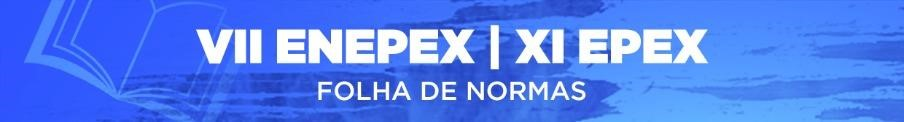 VII ENEPEX | XI EPEX
FOLHA DE NORMAS